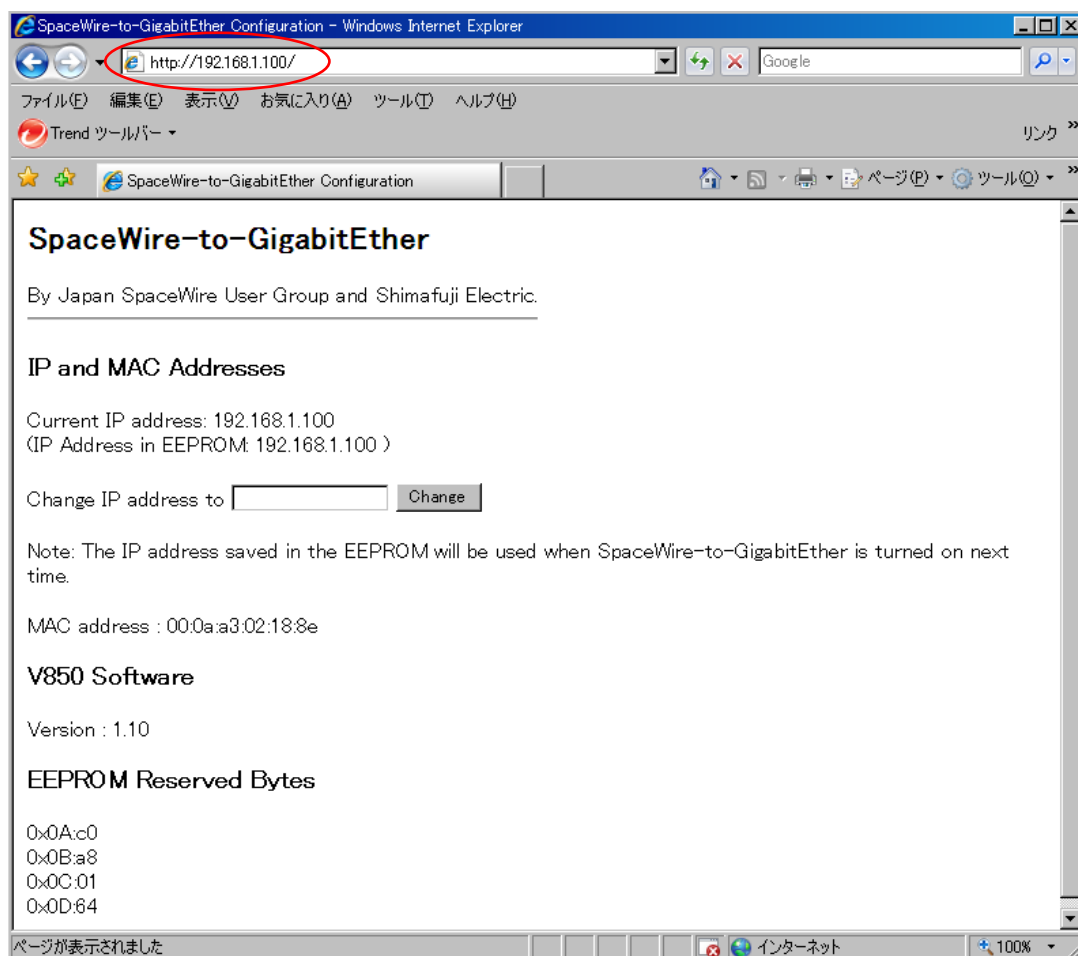 SpaceWire-to-GigabitEther Configuration - Windows Internet Explorer
http://192.168.1.100/
Google
ファイル(F) 編集(E) 表示(V) お気に入り(A) ツール(T) ヘルプ(H)
Trend ツールバー
リンク »
SpaceWire-to-GigabitEther Configuration
ページ(P) ツール(O) »
SpaceWire-to-GigabitEther
By Japan SpaceWire User Group and Shimafuji Electric.
IP and MAC Addresses
Current IP address: 192.168.1.100
(IP Address in EEPROM: 192.168.1.100 )
Change IP address to Change
Note: The IP address saved in the EEPROM will be used when SpaceWire-to-GigabitEther is turned on next
time.
MAC address : 00:0a:a3:02:18:8e
V850 Software
Version : 1.10
EEPROM Reserved Bytes
0x0A:c0
0x0B:a8
0x0C:01
0x0D:64
ページが表示されました
インターネット
100%